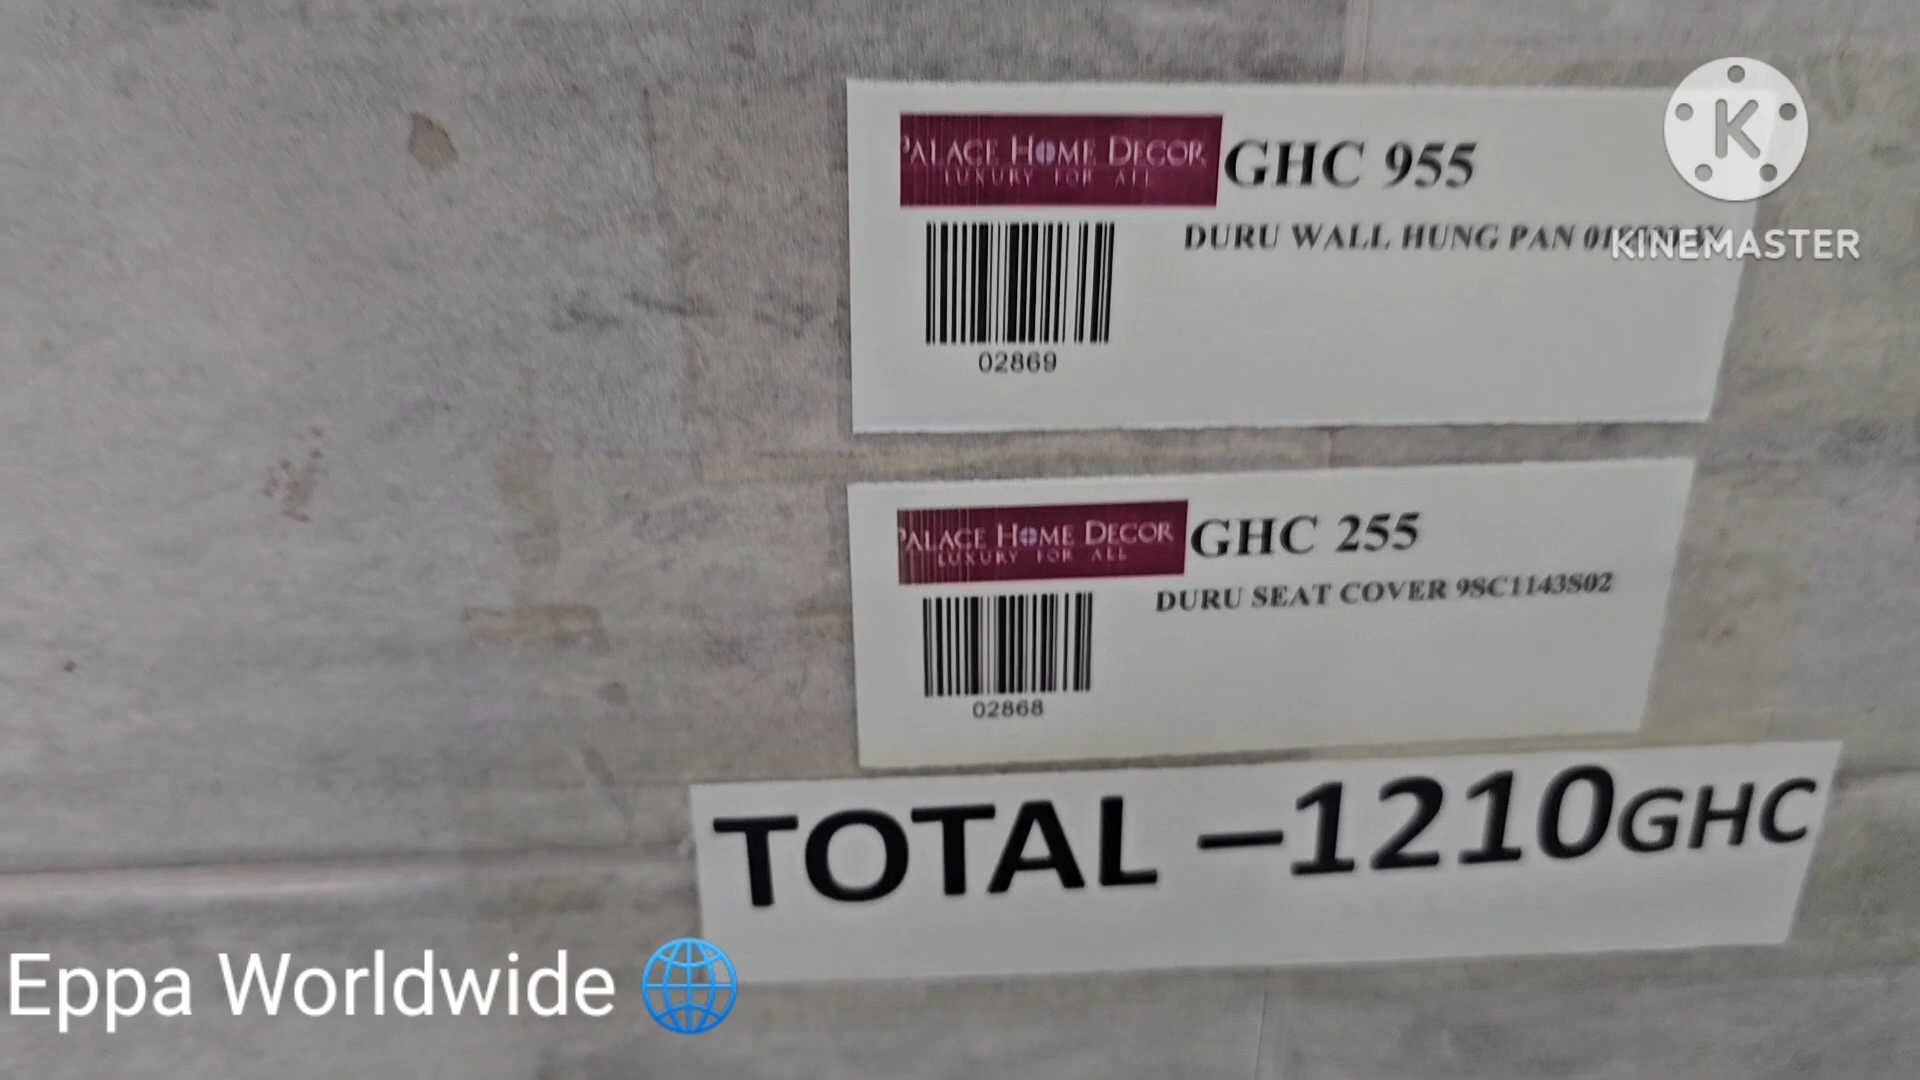 PALACE HOME DECOR
LUXURY FOR ALL
GHC 955
DURU WALL HUNG PAN
02869
KINEMASTER
PALACE HOME DECOR
LUXURY FOR ALL
GHC 255
DURU SEAT COVER 9SC1143S02
02868
TOTAL –1210GHC
Eppa Worldwide